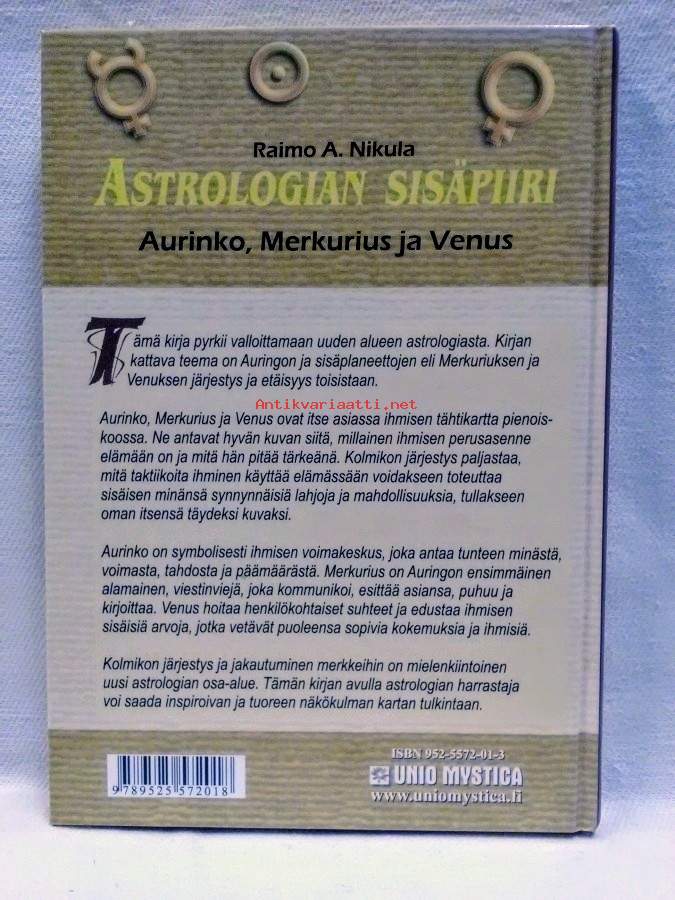 Raimo A. Nikula
ASTROLOGIAN SISÄPIIRI
Aurinko, Merkurius ja Venus
Tämä kirja pyrkii valloittamaan uuden alueen astrologiasta. Kirjan
kattava teema on Auringon ja sisäplaneettojen eli Merkuriuksen ja
Venuksen järjestys ja etäisyys toisistaan.
Antikvariaatti.net
Aurinko, Merkurius ja Venus ovat itse asiassa ihmisen tähtikartta pienois-
koossa. Ne antavat hyvän kuvan siitä, millainen ihmisen perusasenne
elämään on ja mitä hän pitää tärkeänä. Kolmikon järjestys paljastaa,
mitä taktiikoita ihminen käyttää elämässään voidakseen toteuttaa
sisäisen minänsä synnynnäisiä lahjoja ja mahdollisuuksia, tullakseen
oman itsensä täydeksi kuvaksi.
Aurinko on symbolisesti ihmisen voimakeskus, joka antaa tunteen minästä,
voimasta, tahdosta ja päämäärästä. Merkurius on Auringon ensimmäinen
alamainen, viestinviejä, joka kommunikoi, esittää asiansa, puhuu ja
kirjoittaa. Venus hoitaa henkilökohtaiset suhteet ja edustaa ihmisen
sisäisiä arvoja, jotka vetävät puoleensa sopivia kokemuksia ja ihmisiä.
Kolmikon järjestys ja jakautuminen merkkeihin on mielenkiintoinen
uusi astrologian osa-alue. Tämän kirjan avulla astrologian harrastaja
voi saada inspiroivan ja tuoreen näkökulman kartan tulkintaan.
ISBN 952-5572-01-3
UNIO MYSTICA
www.uniomystica.fi
9 789525 572018